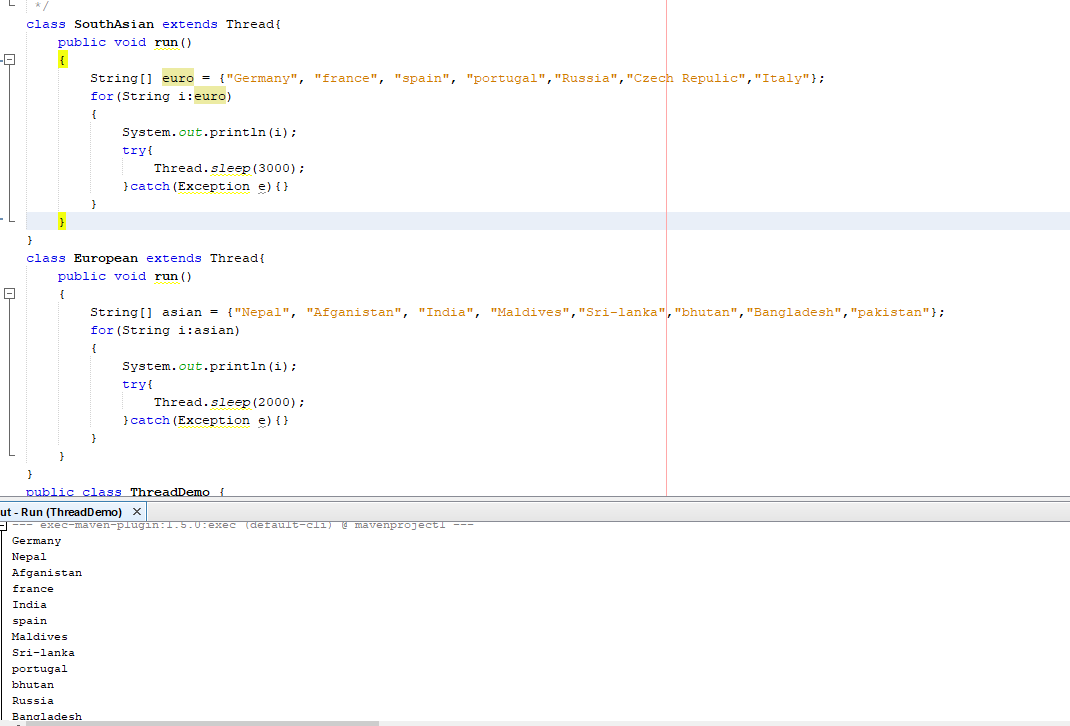 */
class SouthAsian extends Thread{
public void run()
{
String[] euro = {"Germany", "france", "spain", "portugal","Russia","Czech Repulic","Italy"};
for(String i:euro)
{
System.out.println(i);
try{
Thread.sleep(3000);
}catch(Exception e){}
}
}
}
class European extends Thread{
public void run()
{
String[] asian = {"Nepal", "Afganistan", "India", "Maldives","Sri-lanka","bhutan","Bangladesh","pakistan"};
for(String i:asian)
{
System.out.println(i);
try{
Thread.sleep(2000);
}catch(Exception e){}
}
}
}
public class ThreadDemo {
ut - Run (ThreadDemo) ×
--- exec-maven-plugin:1.5.0:exec (default-cli) @ mavenproject1 ---
Germany
Nepal
Afganistan
france
India
spain
Maldives
Sri-lanka
portugal
bhutan
Russia
Bangladesh